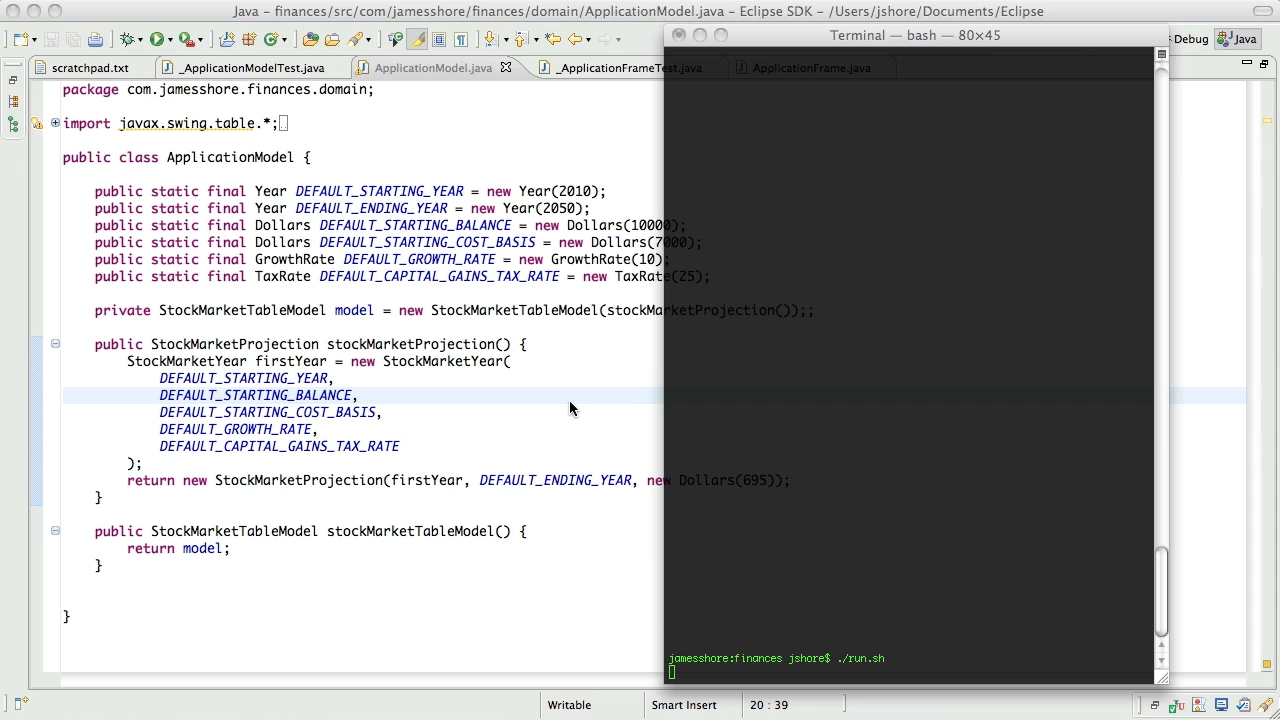 Java – finances/src/com/jamesshore/finances/domain/ApplicationModel.java – Eclipse SDK – /Users/jshore/Documents/Eclipse
Terminal — bash — 80×45
Debug
Java
scratchpad.txt
_ApplicationModelTest.java
ApplicationModel.java
_ApplicationFrameTest.java
ApplicationFrame.java
package com.jamesshore.finances.domain;
import javax.swing.table.*;
public class ApplicationModel {
public static final Year DEFAULT_STARTING_YEAR = new Year(2010);
public static final Year DEFAULT_ENDING_YEAR = new Year(2050);
public static final Dollars DEFAULT_STARTING_BALANCE = new Dollars(10000);
public static final Dollars DEFAULT_STARTING_COST_BASIS = new Dollars(7000);
public static final GrowthRate DEFAULT_GROWTH_RATE = new GrowthRate(10);
public static final TaxRate DEFAULT_CAPITAL_GAINS_TAX_RATE = new TaxRate(25);
private StockMarketTableModel model = new StockMarketTableModel(stockMarketProjection());;
public StockMarketProjection stockMarketProjection() {
StockMarketYear firstYear = new StockMarketYear(
DEFAULT_STARTING_YEAR,
DEFAULT_STARTING_BALANCE,
DEFAULT_STARTING_COST_BASIS,
DEFAULT_GROWTH_RATE,
DEFAULT_CAPITAL_GAINS_TAX_RATE
);
return new StockMarketProjection(firstYear, DEFAULT_ENDING_YEAR, new Dollars(695));
}
public StockMarketTableModel stockMarketTableModel() {
return model;
}
}
jamesshore:finances jshore$ ./run.sh
Writable
Smart Insert
20 : 39